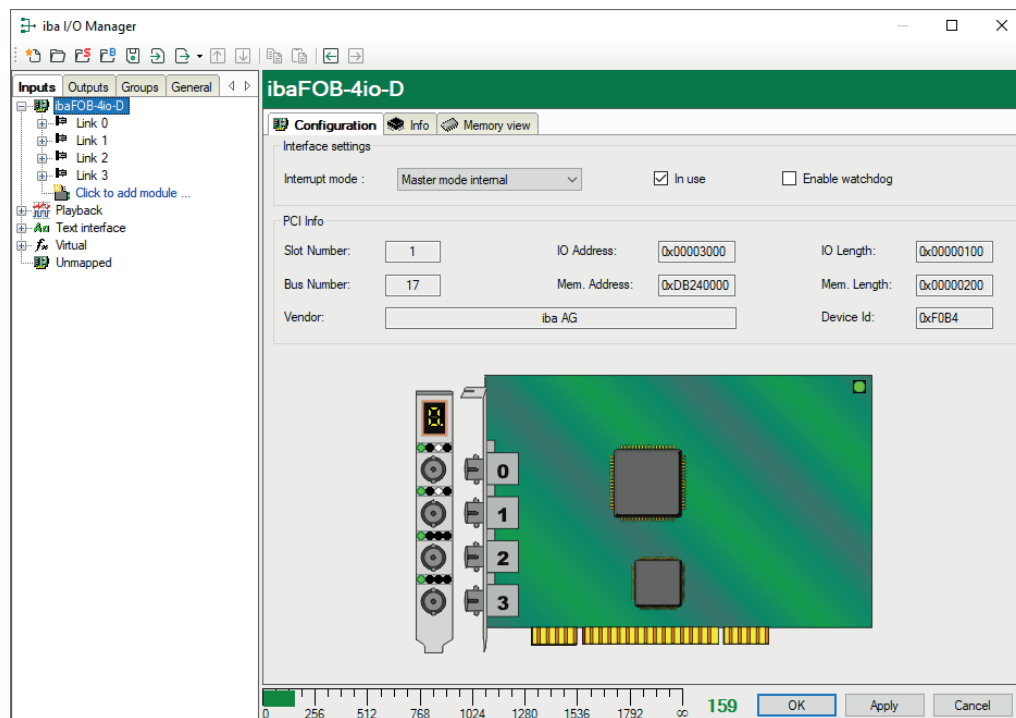 iba I/O Manager
Inputs Outputs Groups General
ibaFOB-4io-D
Link 0
Link 1
Link 2
Link 3
Click to add module ...
Playback
Text interface
Virtual
Unmapped
ibaFOB-4io-D
Configuration Info Memory view
Interface settings
Interrupt mode : Master mode internal In use Enable watchdog
PCI Info
Slot Number: 1 IO Address: 0x00003000 IO Length: 0x00000100
Bus Number: 17 Mem. Address: 0xDB240000 Mem. Length: 0x00000200
Vendor: iba AG Device Id: 0xF0B4
8.
0
1
2
3
0 256 512 768 1024 1280 1536 1792 ∞ 159 OK Apply Cancel